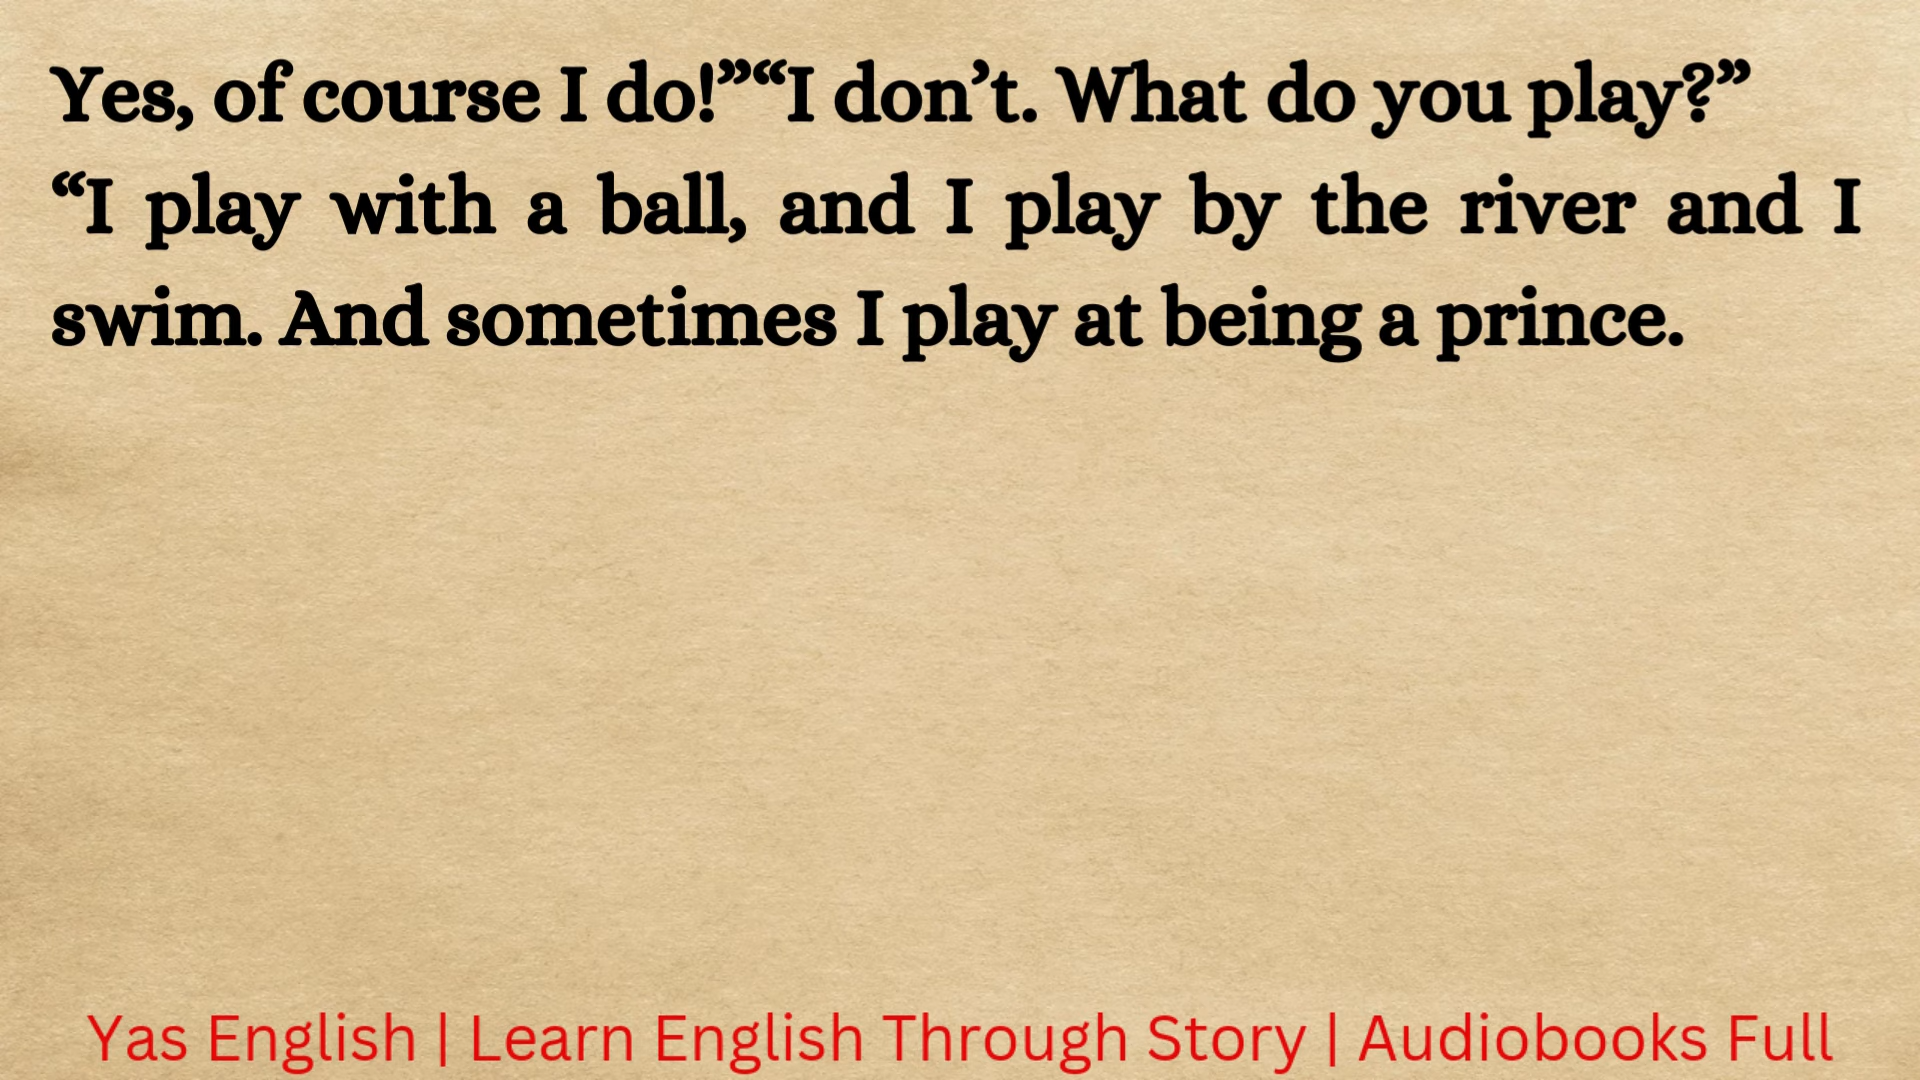 Yes, of course I do!”“I don’t. What do you play?”
“I play with a ball, and I play by the river and I
swim. And sometimes I play at being a prince.
Yas English | Learn English Through Story | Audiobooks Full